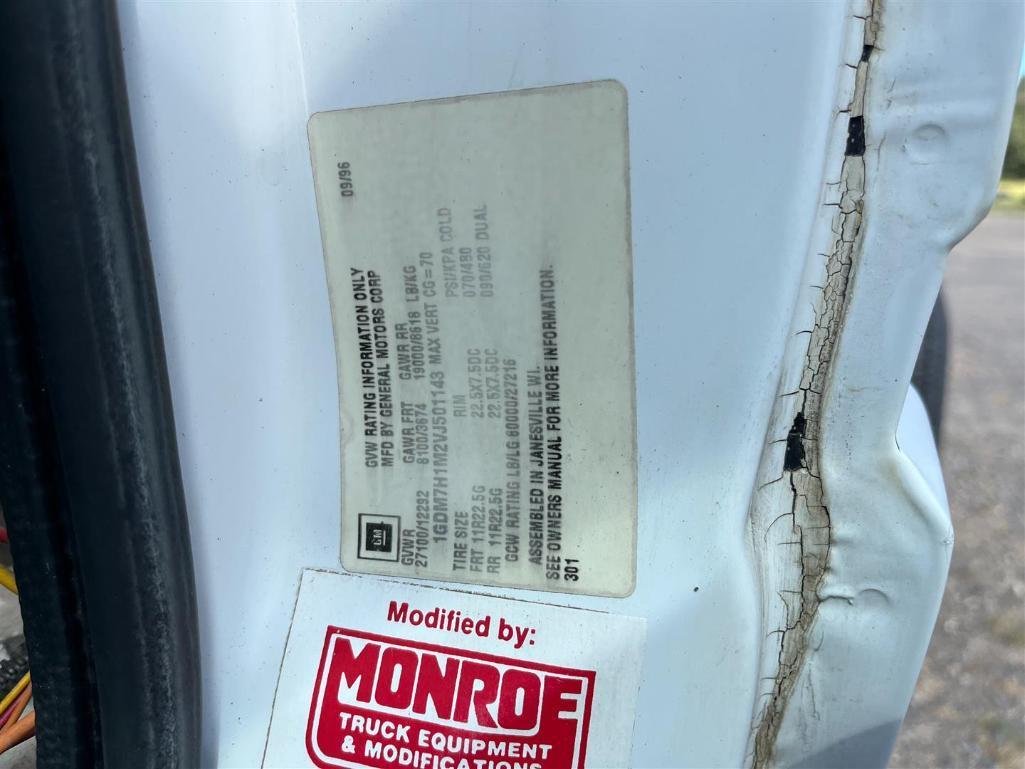 09/96
GVW RATING INFORMATION ONLY
MFD BY GENERAL MOTORS CORP
GM
GVWR GAWR FRT GAWR RR
27100/12292 8100/3674 19000/8618 LB/KG
1GDM7H1M2VJ501143 MAX VERT CG=70
TIRE SIZE RIM PSI/KPA COLD
FRT 11R22.5G 22.5X7.5DC 070/480
RR 11R22.5G 22.5X7.5DC 090/620 DUAL
GCW RATING LB/LG 60000/27216
ASSEMBLED IN JANESVILLE WI.
SEE OWNERS MANUAL FOR MORE INFORMATION.
301
Modified by:
MONROE
TRUCK EQUIPMENT
& MODIFICATIONS